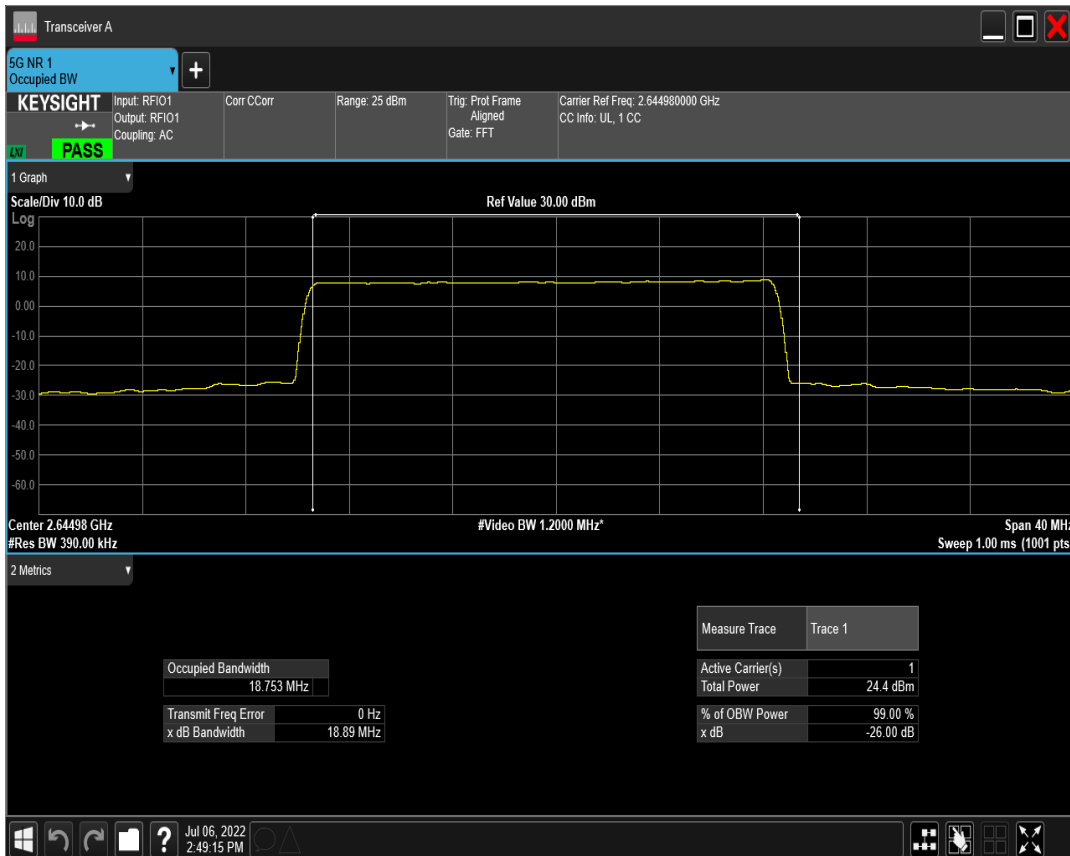 Transceiver A
5G NR 1
Occupied BW
+
KEYSIGHT
LXI
PASS
Input: RFIO1
Output: RFIO1
Coupling: AC
Corr CCorr
Range: 25 dBm
Trig: Prot Frame
Aligned
Gate: FFT
Carrier Ref Freq: 2.644980000 GHz
CC Info: UL, 1 CC
1 Graph
Scale/Div 10.0 dB
Ref Value 30.00 dBm
Log
20.0
10.0
0.00
-10.0
-20.0
-30.0
-40.0
-50.0
-60.0
Center 2.64498 GHz
#Video BW 1.2000 MHz*
Span 40 MHz
#Res BW 390.00 kHz
Sweep 1.00 ms (1001 pts
2 Metrics
Measure Trace Trace 1
Occupied Bandwidth
18.753 MHz
Active Carrier(s) 1
Total Power 24.4 dBm
Transmit Freq Error 0 Hz
x dB Bandwidth 18.89 MHz
% of OBW Power 99.00 %
x dB -26.00 dB
?
Jul 06, 2022
2:49:15 PM